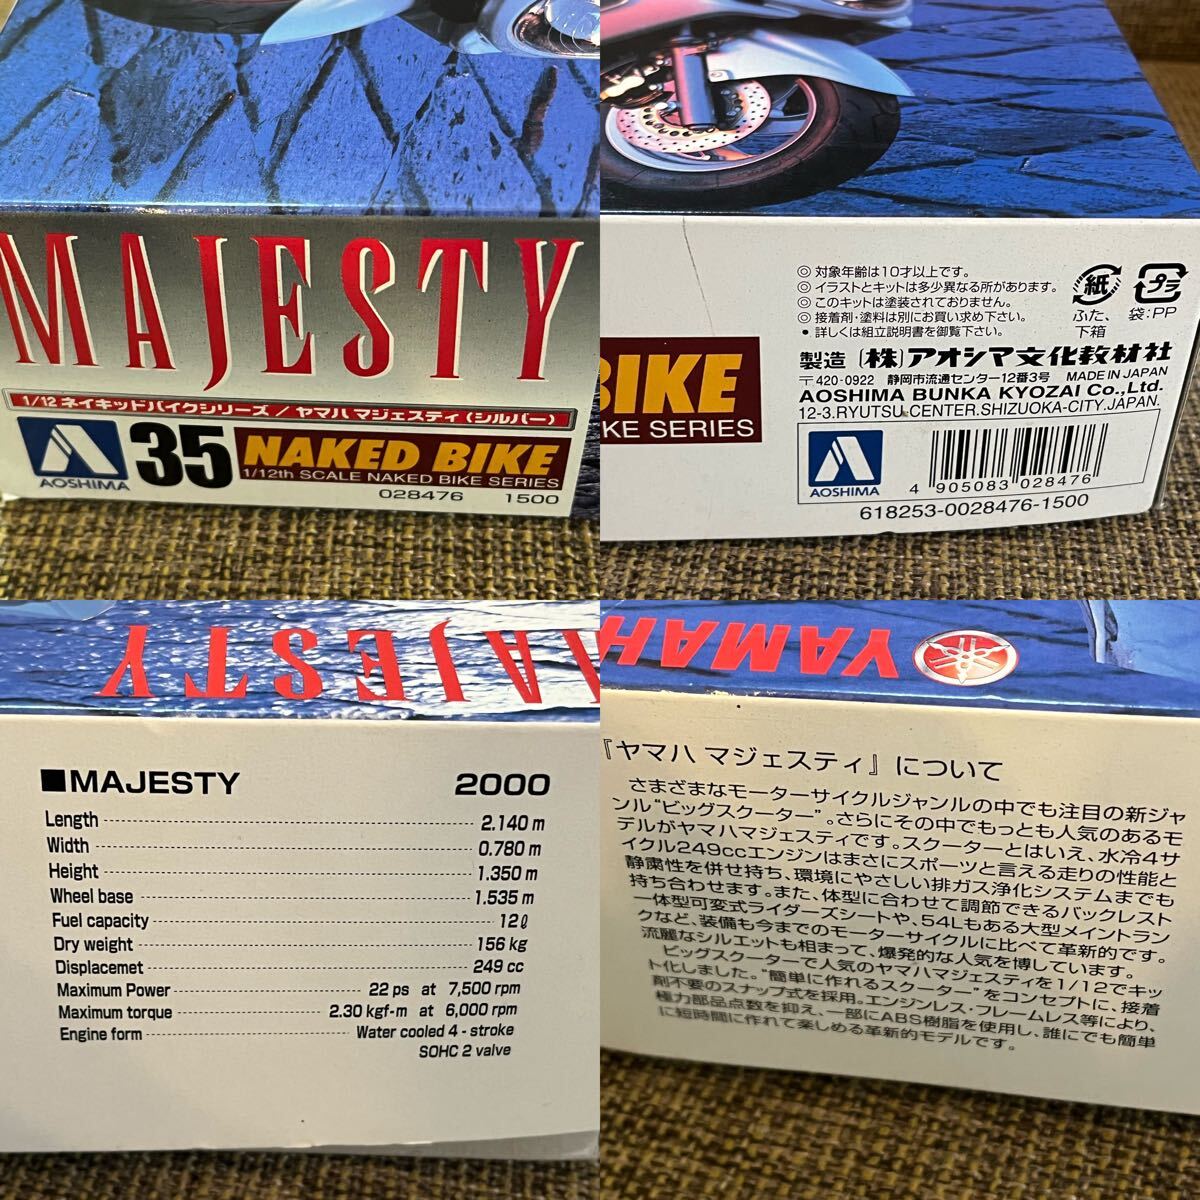 MAJESTY
1/12 ネイキッドバイクシリーズ / ヤマハ マジェスティ (シルバー)
AOSHIMA
35
NAKED BIKE
1/12th SCALE NAKED BIKE SERIES
028476 1500
BIKE
KE SERIES
◎ 対象年齢は10才以上です。
◎ イラストとキットは多少異なる所があります。
◎ このキットは塗装されておりません。
◎ 接着剤・塗料は別にお買い求め下さい。
● 詳しくは組立説明書を御覧下さい。
紙
ふた、
下箱
プラ
袋:PP
製造 (株)アオシマ文化教材社
〒420-0922 静岡市流通センター12番3号 MADE IN JAPAN
AOSHIMA BUNKA KYOZAI Co.,Ltd.
12-3.RYUTSU CENTER.SHIZUOKA-CITY.JAPAN.
AOSHIMA
4 905083 028476
618253-0028476-1500
AJESTY
■MAJESTY 2000
Length 2.140 m
Width 0.780 m
Height 1.350 m
Wheel base 1.535 m
Fuel capacity 12ℓ
Dry weight 156 kg
Displacemet 249 cc
Maximum Power 22 ps at 7,500 rpm
Maximum torque 2.30 kgf-m at 6,000 rpm
Engine form Water cooled 4 - stroke
SOHC 2 valve
YAMAH
『ヤマハ マジェスティ』について
さまざまなモーターサイクルジャンルの中でも注目の新ジャ
ンル“ビッグスクーター”。さらにその中でもっとも人気のあるモ
デルがヤマハマジェスティです。スクーターとはいえ、水冷4サ
イクル249ccエンジンはまさにスポーツと言える走りの性能と
静粛性を併せ持ち、環境にやさしい排ガス浄化システムまでも
持ち合わせます。また、体型に合わせて調節できるバックレスト
一体型可変式ライダーズシートや、54Lもある大型メイントラン
クなど、装備も今までのモーターサイクルに比べて革新的です。
流麗なシルエットも相まって、爆発的な人気を博しています。
ビッグスクーターで人気のヤマハマジェスティを1/12でキッ
ト化しました。“簡単に作れるスクーター”をコンセプトに、接着
剤不要のスナップ式を採用。エンジンレス・フレームレス等により、
極力部品点数を抑え、一部にABS樹脂を使用し、誰にでも簡単
に短時間に作れて楽しめる革新的モデルです。